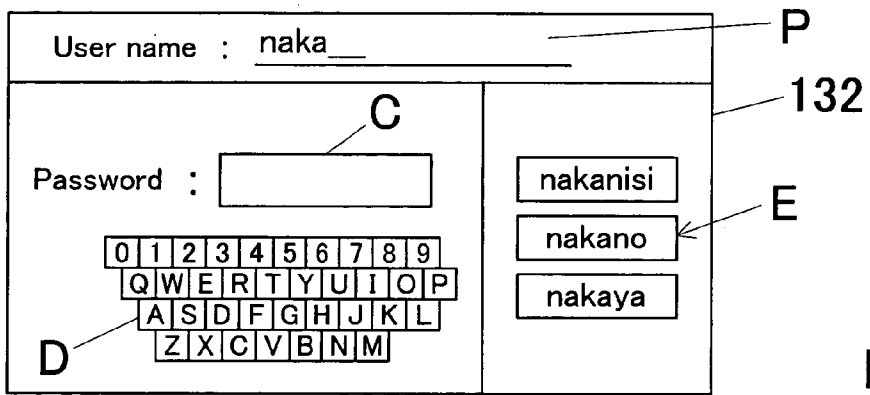 User name : naka__
P
132
C
Password :
nakanisi
E
nakano
nakaya
0 1 2 3 4 5 6 7 8 9
Q W E R T Y U I O P
A S D F G H J K L
Z X C V B N M
D